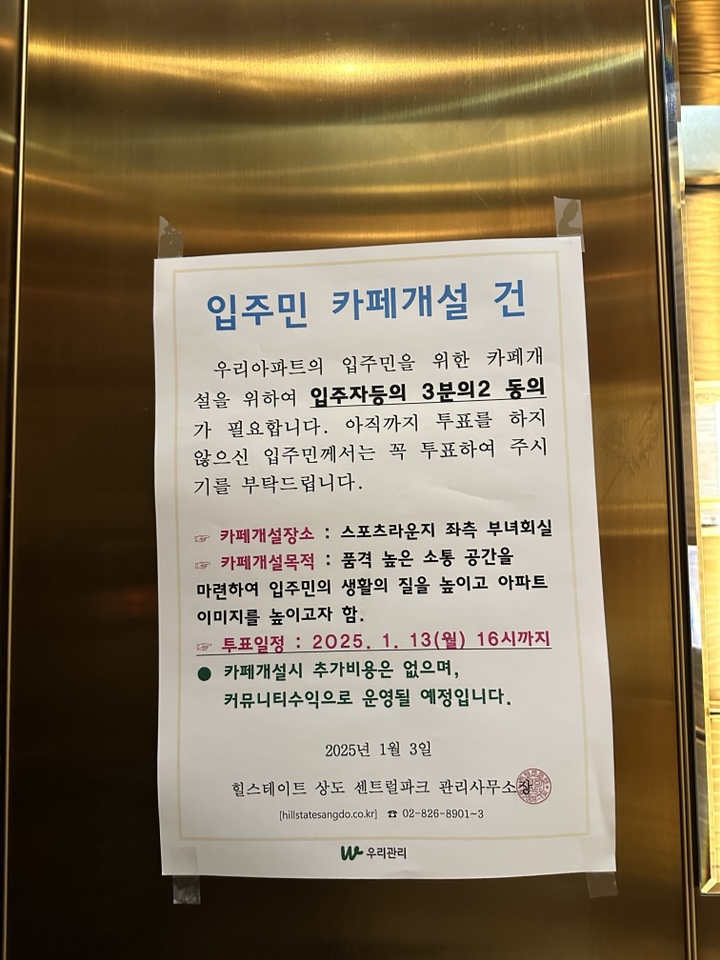 입주민 카페개설 건
우리아파트의 입주민을 위한 카페개
설을 위하여 입주자등의 3분의2 동의
가 필요합니다. 아직까지 투표를 하지
않으신 입주민께서는 꼭 투표하여 주시
기를 부탁드립니다.
☞ 카페개설장소 : 스포츠라운지 좌측 부녀회실
☞ 카페개설목적 : 품격 높은 소통 공간을
마련하여 입주민의 생활의 질을 높이고 아파트
이미지를 높이고자 함.
☞ 투표일정 : 2025. 1. 13(월) 16시까지
● 카페개설시 추가비용은 없으며,
커뮤니티수익으로 운영될 예정입니다.
2025년 1월 3일
힐스테이트 상도 센트럴파크 관리사무소장
[hillstatesangdo.co.kr] ☎ 02-826-8901~3
우리관리